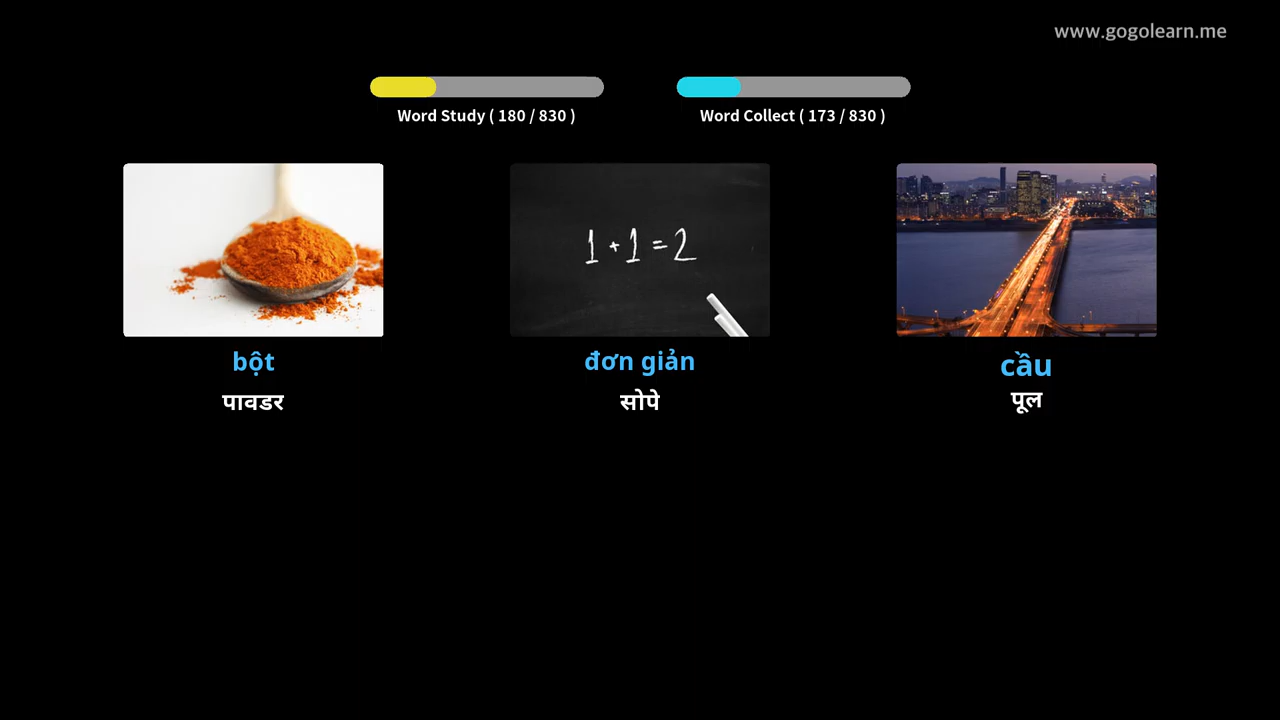 www.gogolearn.me
Word Study ( 180 / 830 )
Word Collect ( 173 / 830 )
1 + 1 = 2
bột
đơn giản
cầu
पावडर
सोपे
पूल